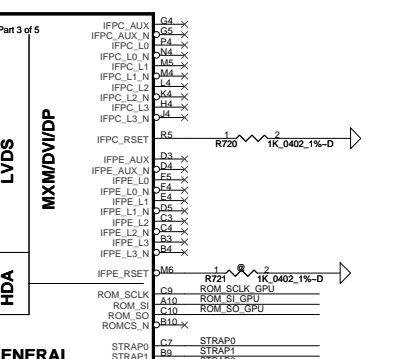 Part 3 of 5
LVDS
HDA
GENERAL
MXM/DVI/DP
IFPC_AUX G4
IFPC_AUX_N G5
IFPC_L0 P4
IFPC_L0_N N4
IFPC_L1 M5
IFPC_L1_N M4
IFPC_L2 L4
IFPC_L2_N K4
IFPC_L3 H4
IFPC_L3_N J4
IFPC_RSET R5 1 2
R720 1K_0402_1%~D
IFPE_AUX D3
IFPE_AUX_N D4
IFPE_L0 F5
IFPE_L0_N F4
IFPE_L1 E4
IFPE_L1_N D5
IFPE_L2 C3
IFPE_L2_N C4
IFPE_L3 B3
IFPE_L3_N B4
IFPE_RSET M6 1 @ 2
R721 1K_0402_1%~D
ROM_SCLK C9 ROM_SCLK_GPU
ROM_SI A10 ROM_SI_GPU
ROM_SO C10 ROM_SO_GPU
ROMCS_N B10
STRAP0 C7 STRAP0
STRAP1 B9 STRAP1